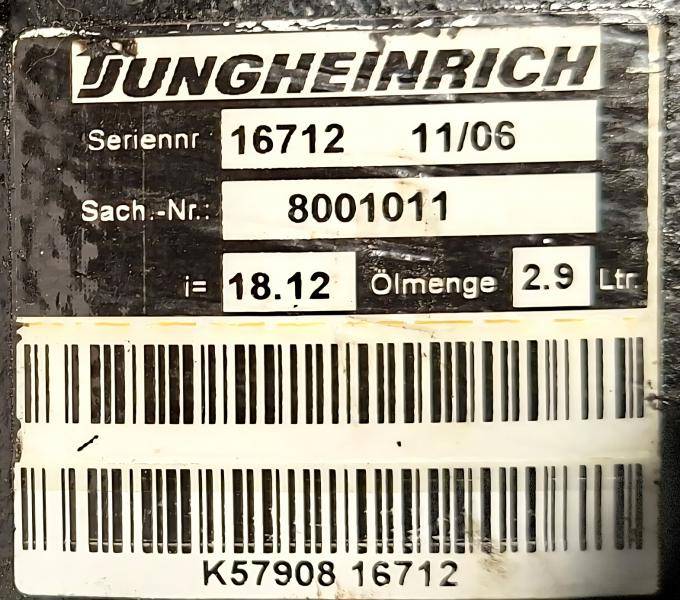 JUNGHEINRICH
Seriennr 16712 11/06
Sach.-Nr.: 8001011
i= 18.12 Ölmenge 2.9 Ltr.
K57908 16712